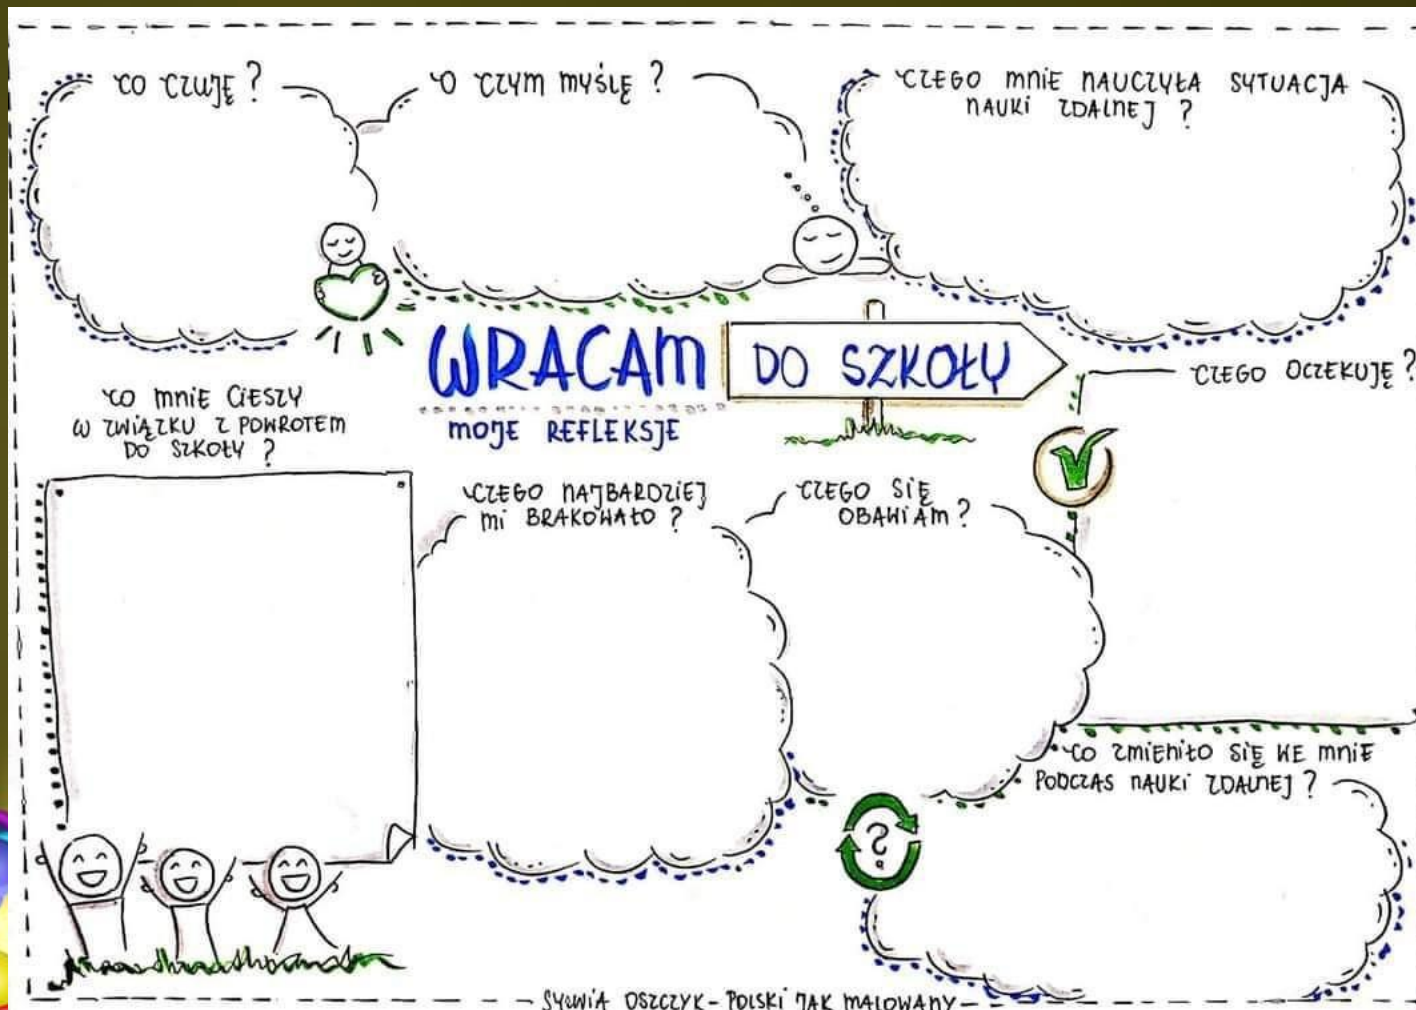 CO CZUJĘ?
O CZYM MYŚLĘ?
CZEGO MNIE NAUCZYŁA SYTUACJA
NAUKI ZDALNEJ?
WRACAM
DO SZKOŁY
MOJE REFLEKSJE
CZEGO OCZEKUJĘ?
CO MNIE CIESZY
W ZWIĄZKU Z POWROTEM
DO SZKOŁY?
CZEGO NAJBARDZIEJ
MI BRAKOWAŁO?
CZEGO SIĘ
OBAWIAM?
CO ZMIENIŁO SIĘ WE MNIE
PODCZAS NAUKI ZDALNEJ?
?
SYLWIA OSZCZYK - POLSKI JAK MALOWANY